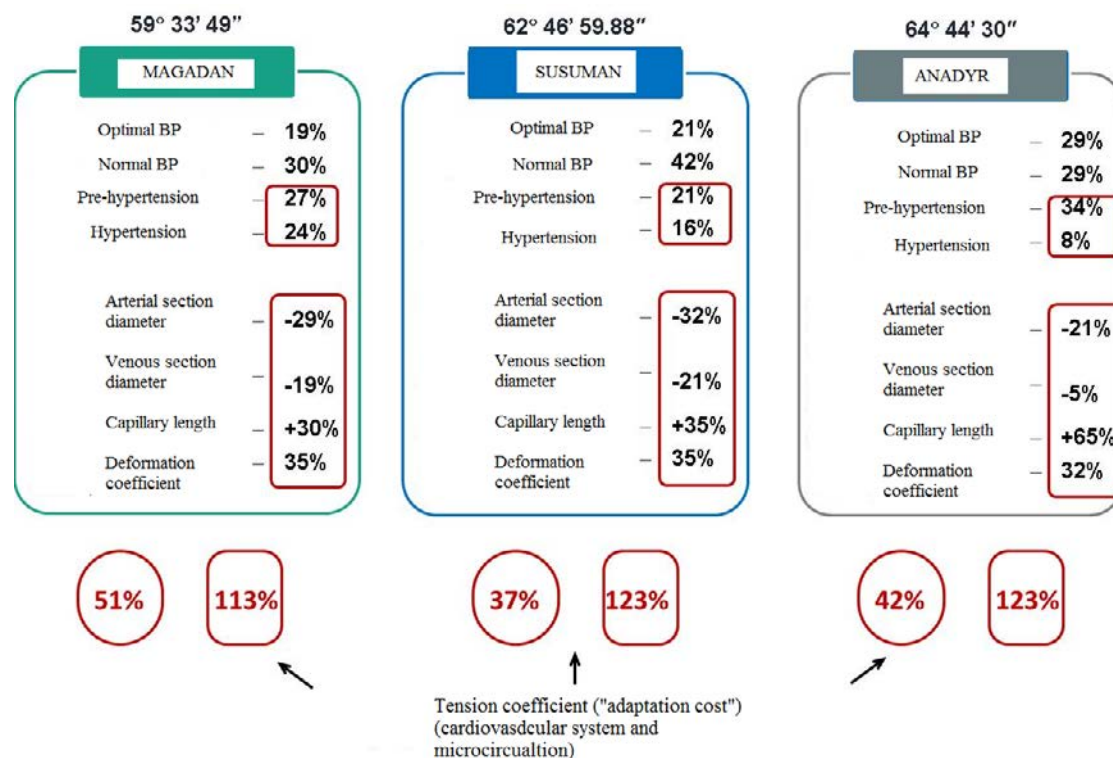 59° 33' 49"
MAGADAN
Optimal BP – 19%
Normal BP – 30%
Pre-hypertension – 27%
Hypertension – 24%
Arterial section
diameter – -29%
Venous section
diameter – -19%
Capillary length – +30%
Deformation
coefficient – 35%
51% 113%
62° 46' 59.88"
SUSUMAN
Optimal BP – 21%
Normal BP – 42%
Pre-hypertension – 21%
Hypertension – 16%
Arterial section
diameter – -32%
Venous section
diameter – -21%
Capillary length – +35%
Deformation
coefficient – 35%
37% 123%
64° 44' 30"
ANADYR
Optimal BP – 29%
Normal BP – 29%
Pre-hypertension – 34%
Hypertension – 8%
Arterial section
diameter – -21%
Venous section
diameter – -5%
Capillary length – +65%
Deformation
coefficient – 32%
42% 123%
Tension coefficient ("adaptation cost")
(cardiovasdcular system and
microcircualtion)